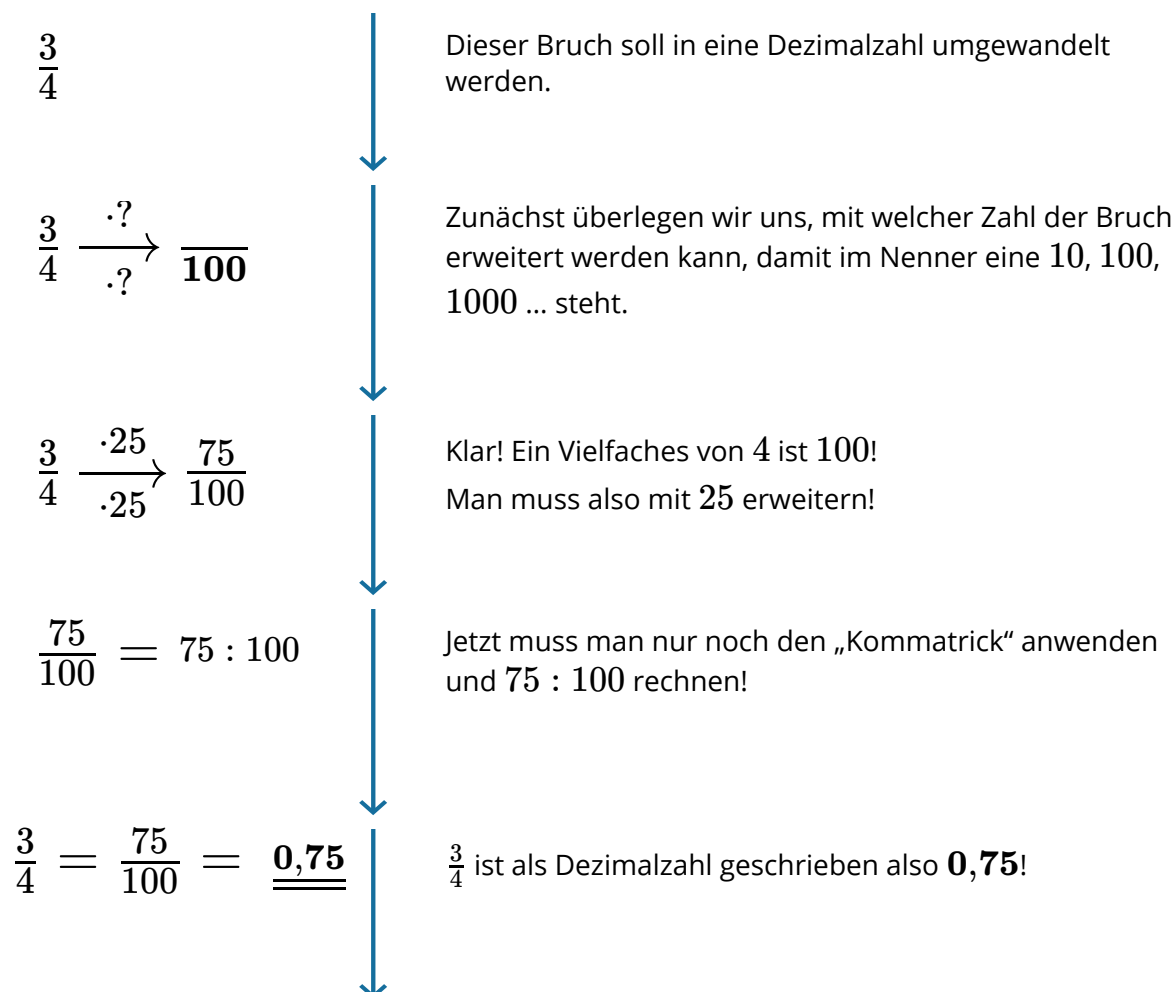 3/4
Dieser Bruch soll in eine Dezimalzahl umgewandelt
werden.
3/4 ·? ·? → /100
Zunächst überlegen wir uns, mit welcher Zahl der Bruch
erweitert werden kann, damit im Nenner eine 10, 100,
1000 ... steht.
3/4 ·25 ·25 → 75/100
Klar! Ein Vielfaches von 4 ist 100!
Man muss also mit 25 erweitern!
75/100 = 75 : 100
Jetzt muss man nur noch den „Kommatrick“ anwenden
und 75 : 100 rechnen!
3/4 = 75/100 = 0,75
3/4 ist als Dezimalzahl geschrieben also 0,75!